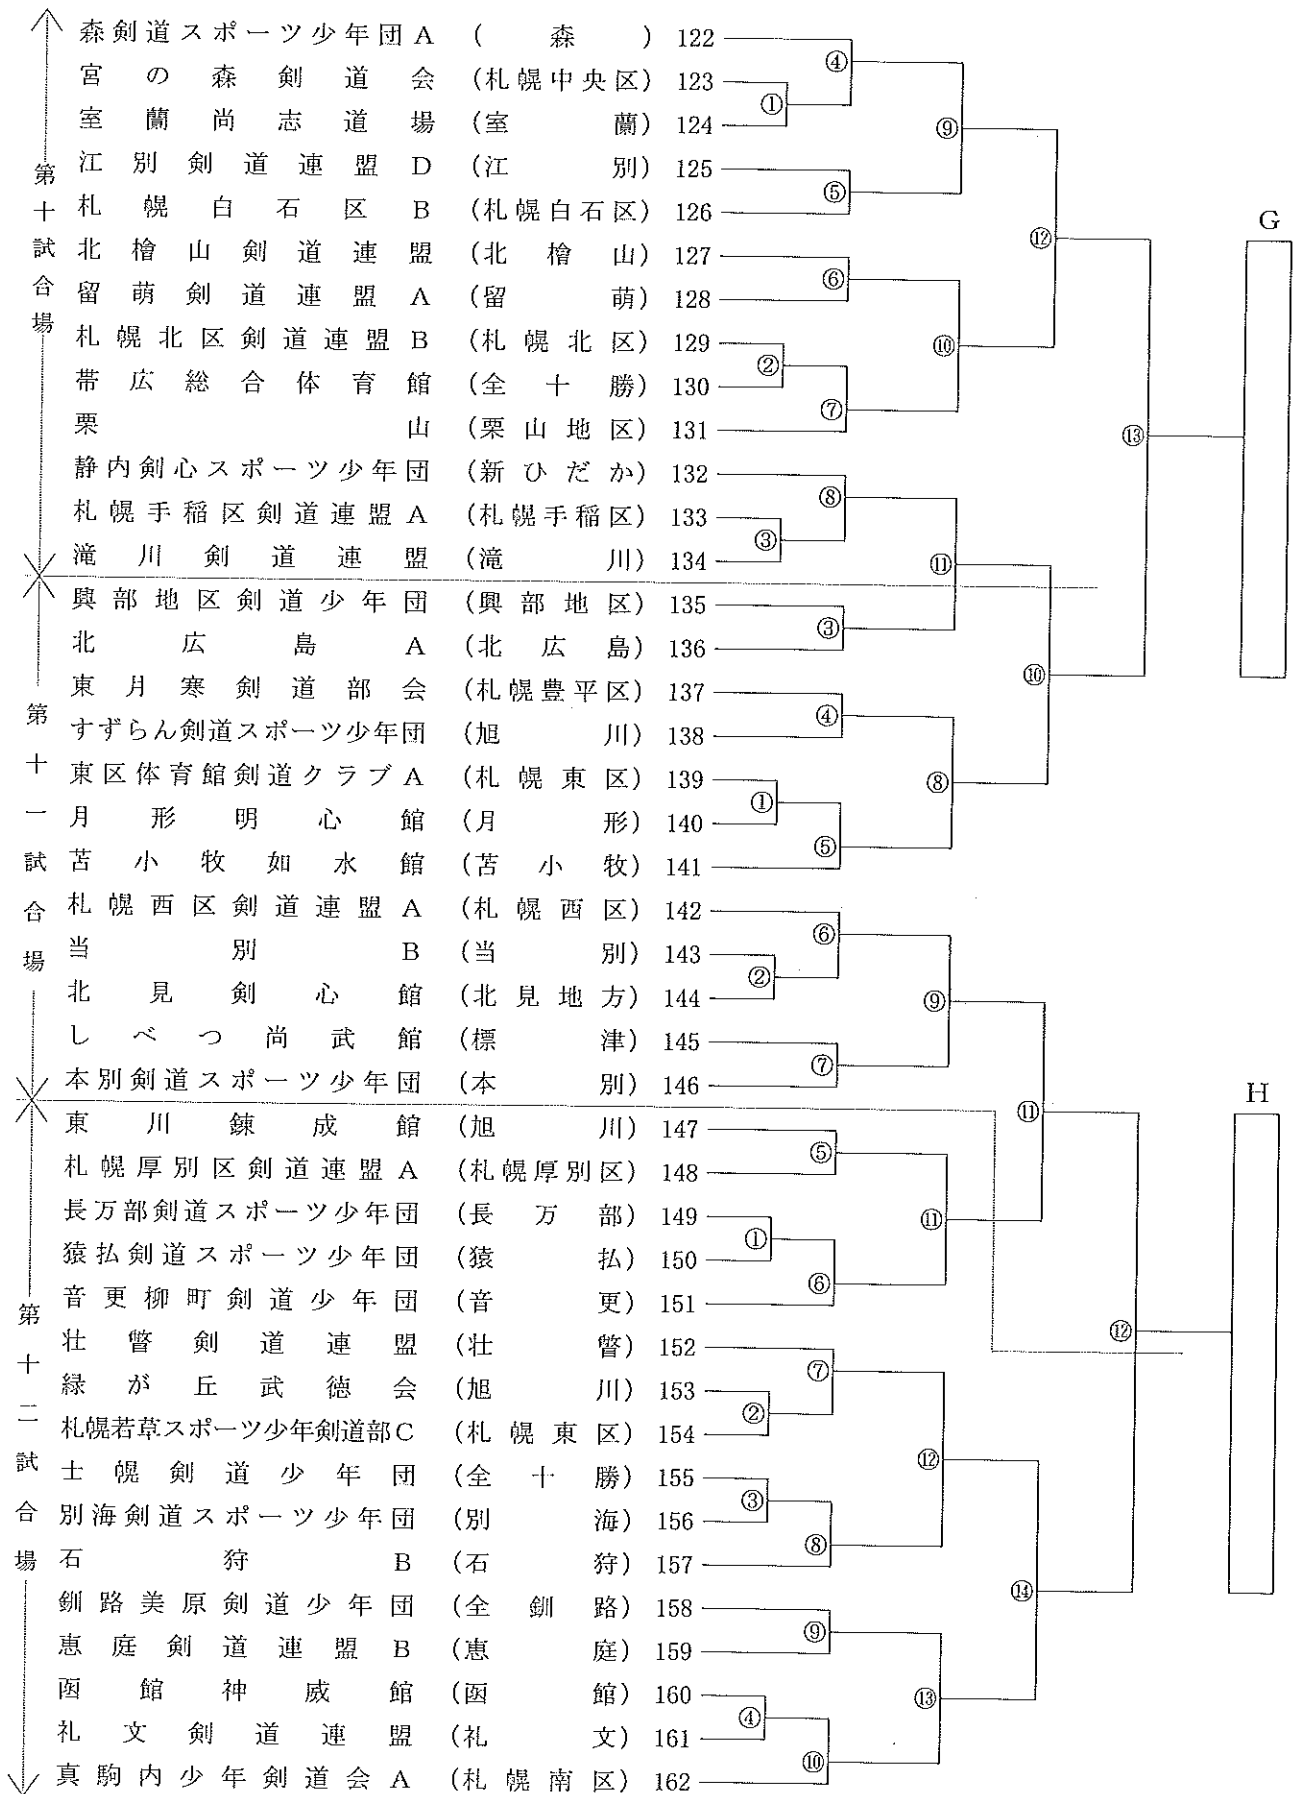 森剣道スポーツ少年団A (森) 122
宮の森剣道会 (札幌中央区) 123
室蘭尚志道場 (室蘭) 124
江別剣道連盟D (江別) 125
札幌白石区B (札幌白石区) 126
北檜山剣道連盟 (北檜山) 127
留萌剣道連盟A (留萌) 128
札幌北区剣道連盟B (札幌北区) 129
帯広総合体育館 (全十勝) 130
栗山 (栗山地区) 131
静内剣心スポーツ少年団 (新ひだか) 132
札幌手稲区剣道連盟A (札幌手稲区) 133
滝川剣道連盟 (滝川) 134
第十試合場
④
①
⑨
⑤
⑫
⑥
②
⑩
⑦
⑬
⑧
③
⑪
G
興部地区剣道少年団 (興部地区) 135
北広島A (北広島) 136
東月寒剣道部会 (札幌豊平区) 137
すずらん剣道スポーツ少年団 (旭川) 138
東区体育館剣道クラブA (札幌東区) 139
月形明心館 (月形) 140
苫小牧如水館 (苫小牧) 141
札幌西区剣道連盟A (札幌西区) 142
当別B (当別) 143
北見剣心館 (北見地方) 144
しべつ尚武館 (標津) 145
本別剣道スポーツ少年団 (本別) 146
第十一試合場
③
⑩
④
⑧
①
⑤
⑥
②
⑨
⑦
⑪
H
東川錬成館 (旭川) 147
札幌厚別区剣道連盟A (札幌厚別区) 148
長万部剣道スポーツ少年団 (長万部) 149
猿払剣道スポーツ少年団 (猿払) 150
音更柳町剣道少年団 (音更) 151
壮瞥剣道連盟 (壮瞥) 152
緑が丘武徳会 (旭川) 153
札幌若草スポーツ少年剣道部C (札幌東区) 154
士幌剣道少年団 (全十勝) 155
別海剣道スポーツ少年団 (別海) 156
石狩B (石狩) 157
釧路美原剣道少年団 (全釧路) 158
恵庭剣道連盟B (恵庭) 159
函館神威館 (函館) 160
礼文剣道連盟 (礼文) 161
真駒内少年剣道会A (札幌南区) 162
第十二試合場
⑤
⑪
①
⑥
⑫
⑦
②
⑫
③
⑧
⑭
⑨
⑬
④
⑩